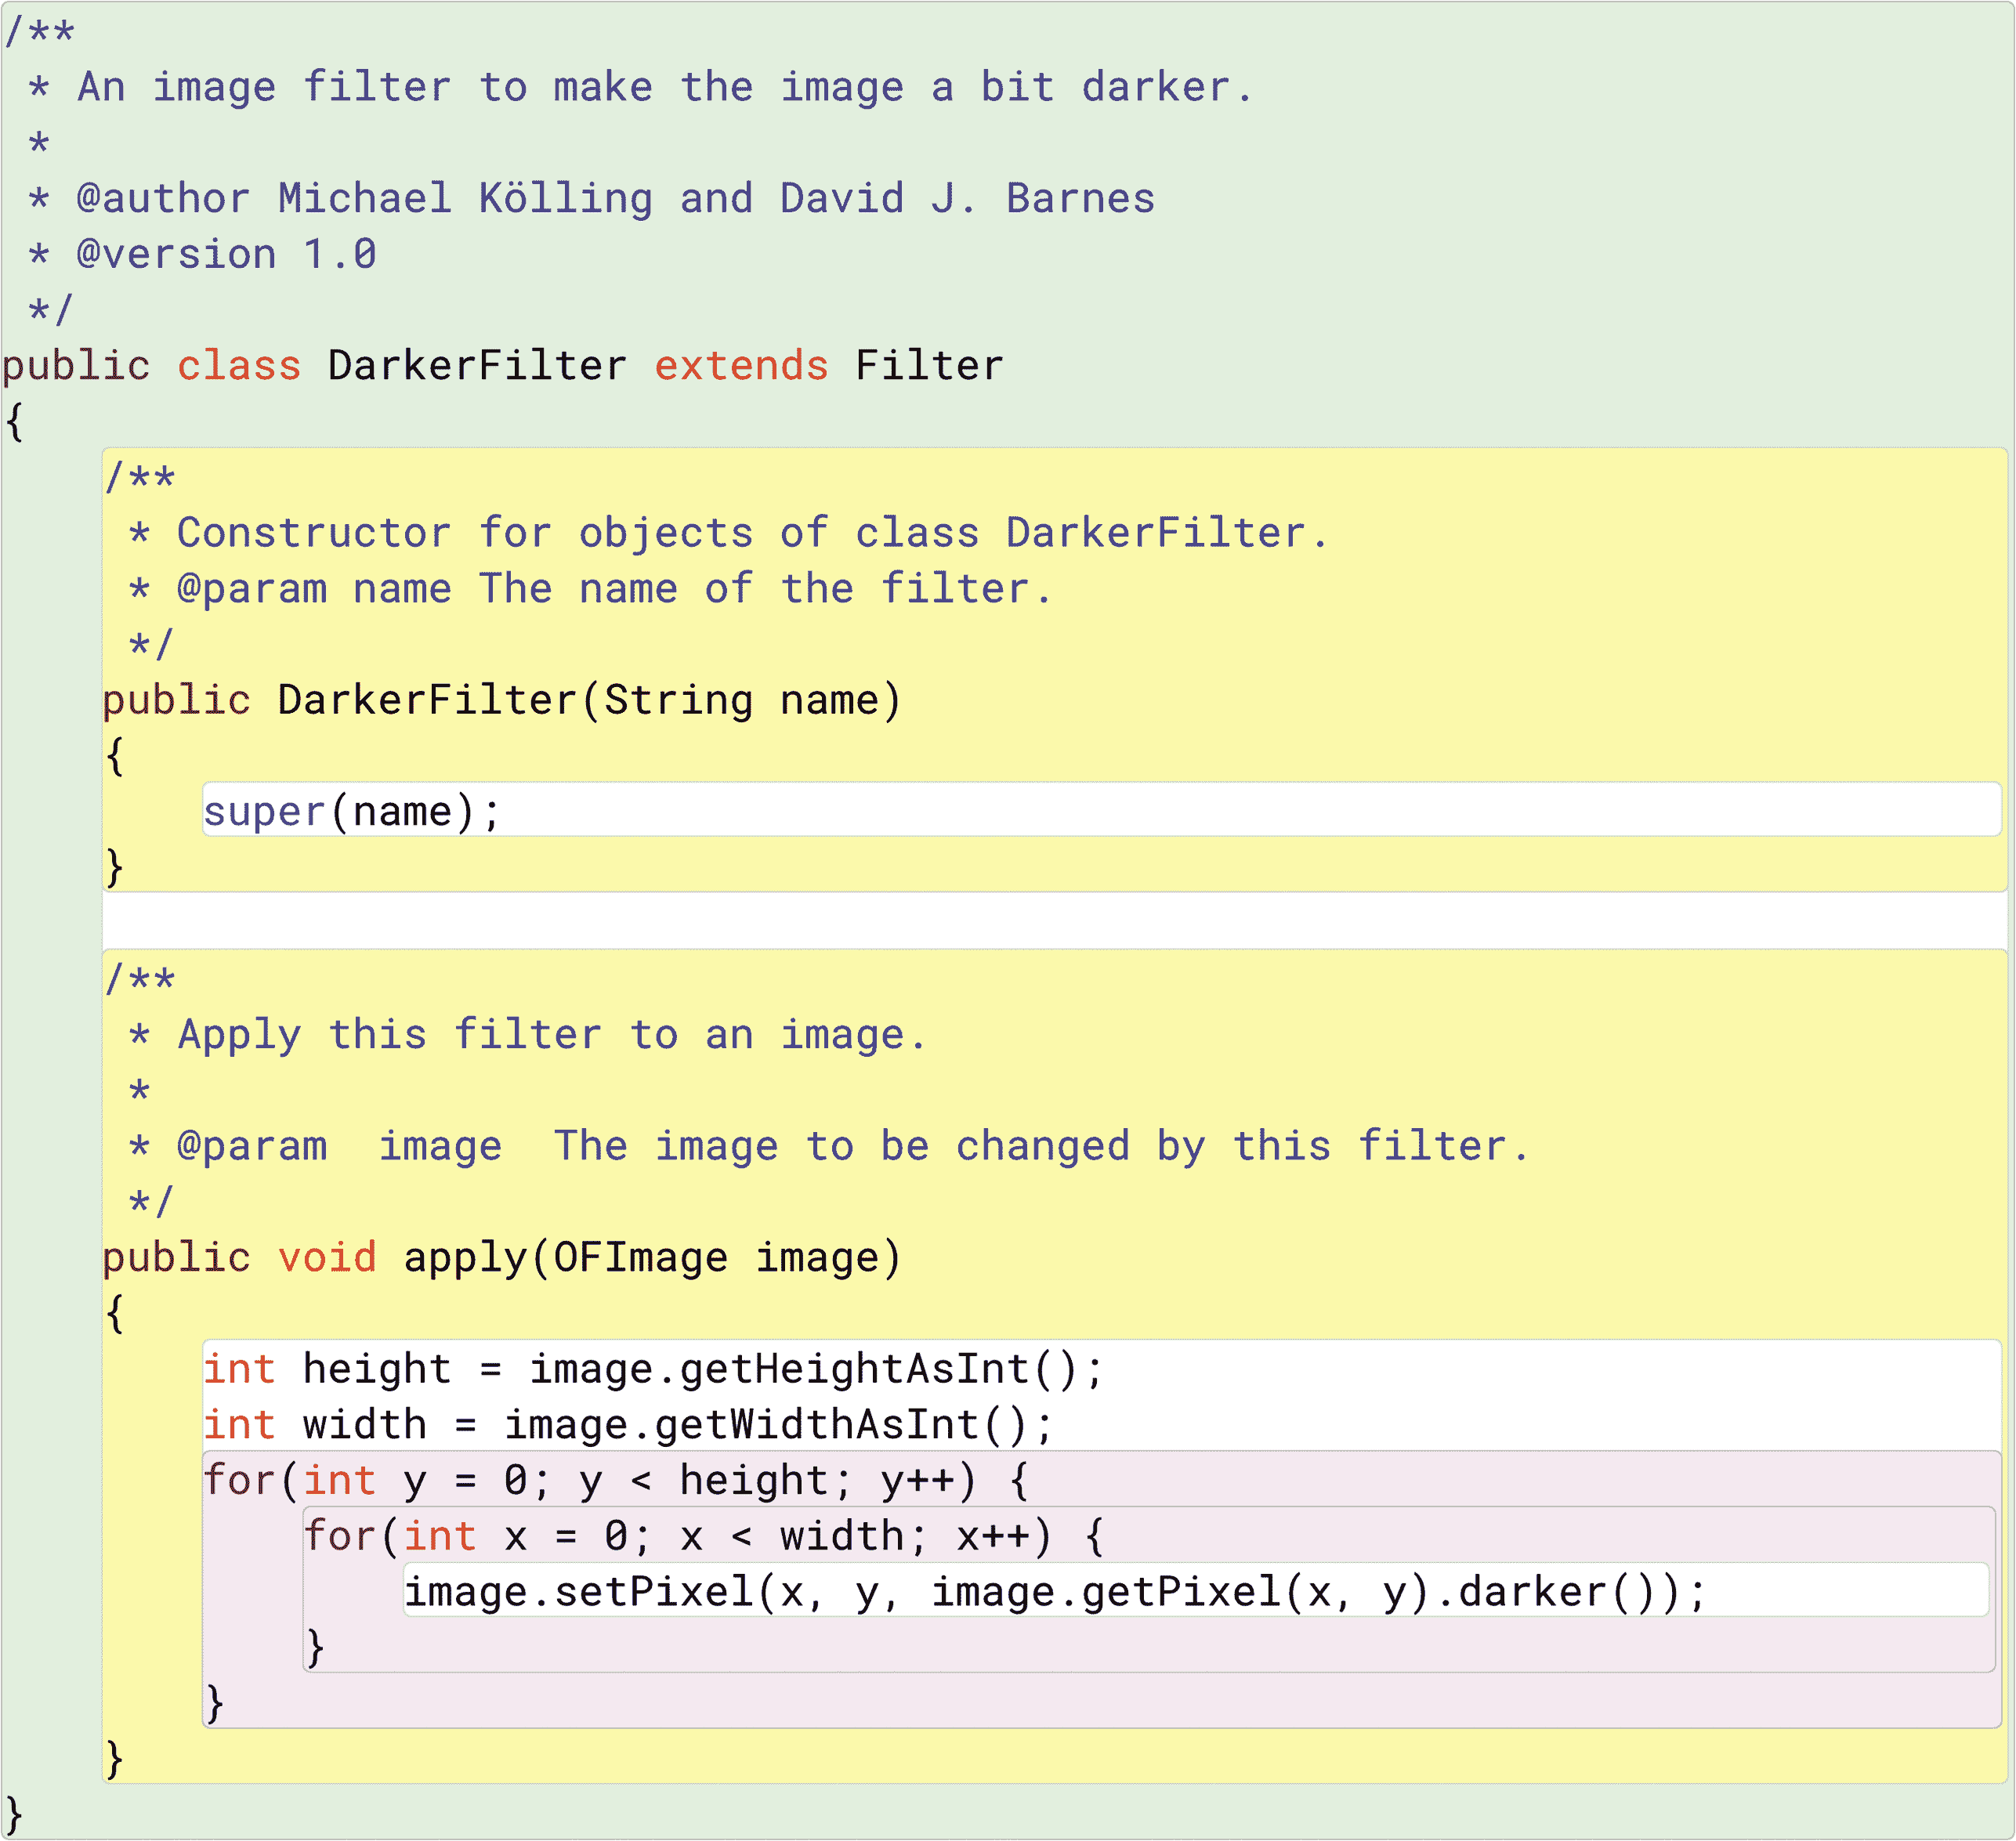 /**
 * An image filter to make the image a bit darker.
 *
 * @author Michael Kölling and David J. Barnes
 * @version 1.0
 */
public class DarkerFilter extends Filter
{
    /**
     * Constructor for objects of class DarkerFilter.
     * @param name The name of the filter.
     */
    public DarkerFilter(String name)
    {
        super(name);
    }

    /**
     * Apply this filter to an image.
     *
     * @param  image  The image to be changed by this filter.
     */
    public void apply(OFImage image)
    {
        int height = image.getHeightAsInt();
        int width = image.getWidthAsInt();
        for(int y = 0; y < height; y++) {
            for(int x = 0; x < width; x++) {
                image.setPixel(x, y, image.getPixel(x, y).darker());
            }
        }
    }
}